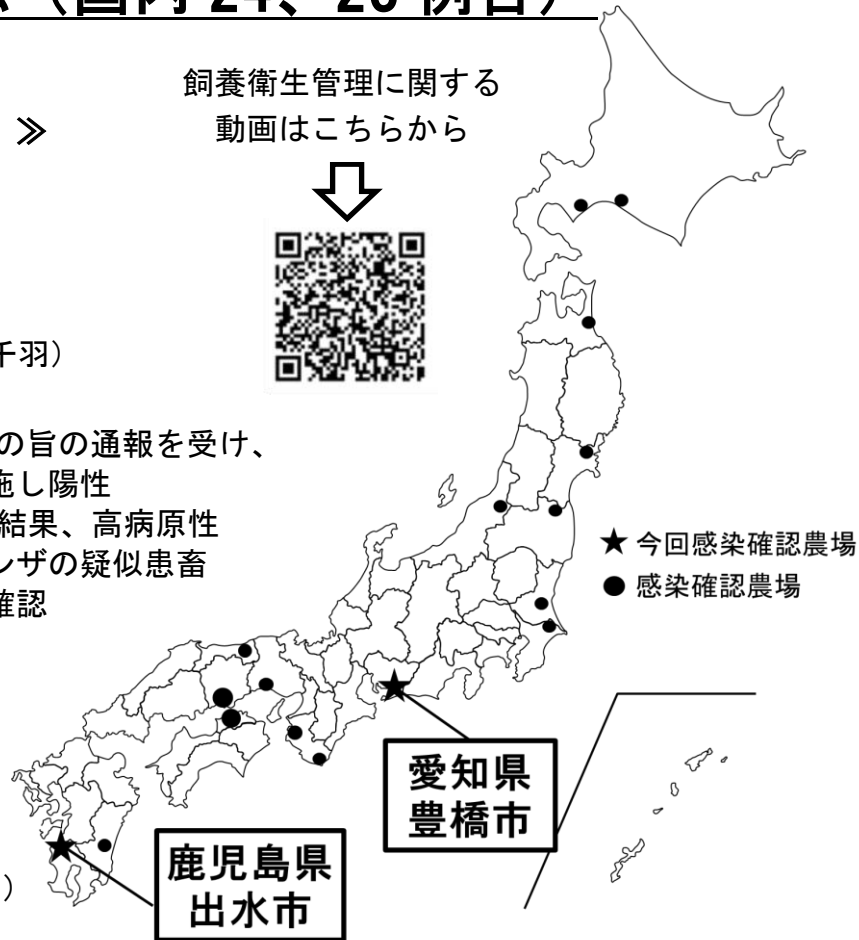 (国内 24、
例目)
≫
飼養衛生管理に関する
動画はこちらから
千羽)
の旨の通報を受け、
施し陽性
結果、高病原性
ンザの疑似患畜
確認
★ 今回感染確認農場
● 感染確認農場
愛知県
豊橋市
鹿児島県
出水市
)